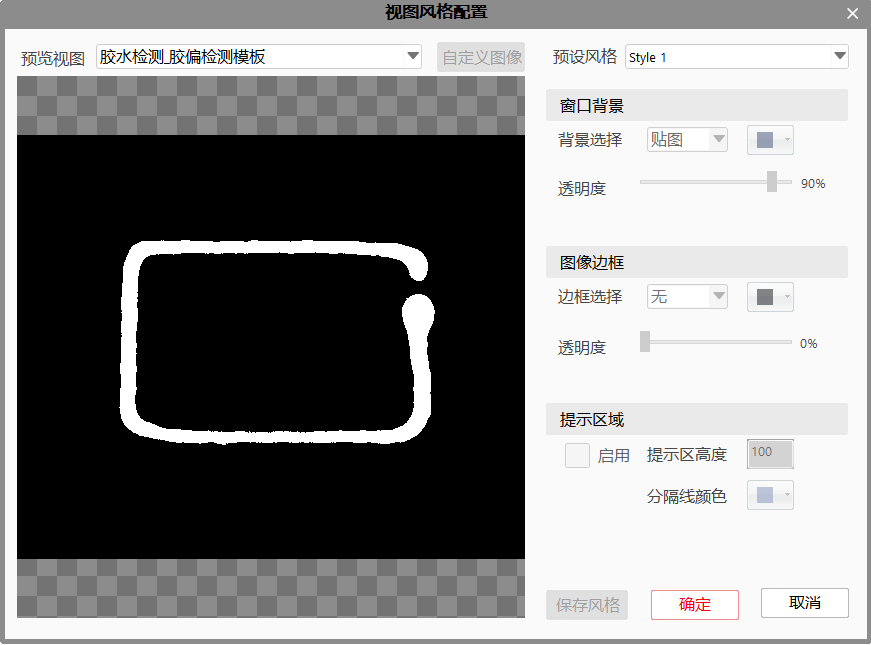 视图风格配置
预览视图 胶水检测_胶偏检测模板 自定义图像 预设风格 Style 1
窗口背景
背景选择 贴图
透明度 90%
图像边框
边框选择 无
透明度 0%
提示区域
启用 提示区高度 100
分隔线颜色
保存风格 确定 取消